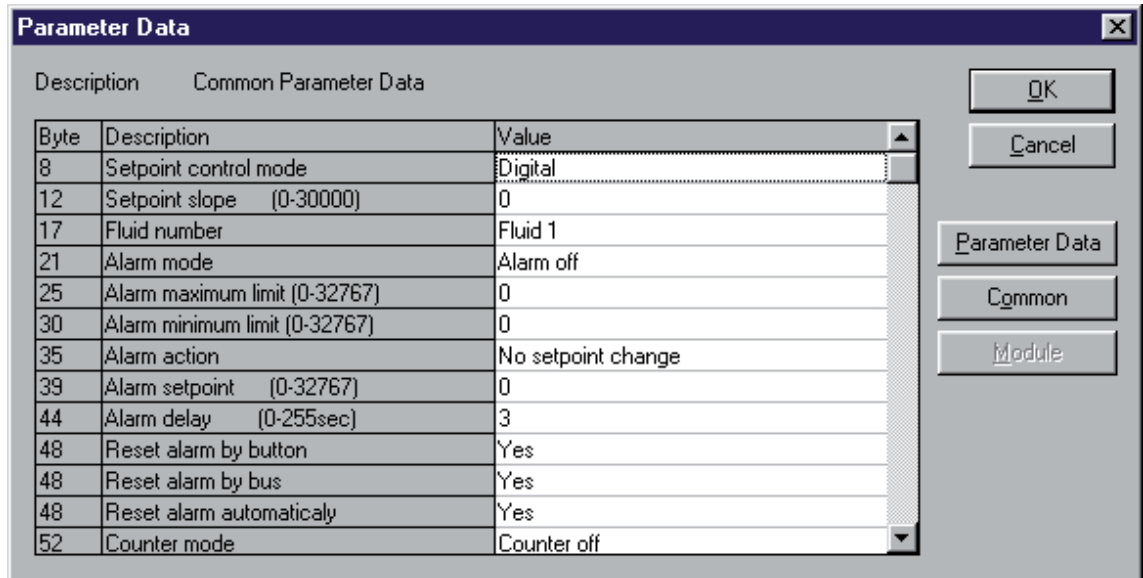 Parameter Data
Description Common Parameter Data
OK
Cancel
Byte Description Value
8 Setpoint control mode Digital
12 Setpoint slope (0-30000) 0
17 Fluid number Fluid 1
21 Alarm mode Alarm off
25 Alarm maximum limit (0-32767) 0
30 Alarm minimum limit (0-32767) 0
35 Alarm action No setpoint change
39 Alarm setpoint (0-32767) 0
44 Alarm delay (0-255sec) 3
48 Reset alarm by button Yes
48 Reset alarm by bus Yes
48 Reset alarm automaticaly Yes
52 Counter mode Counter off
Parameter Data
Common
Module